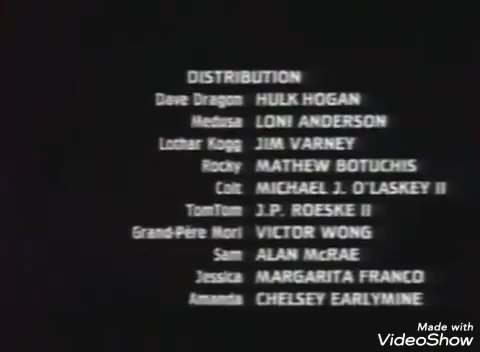 DISTRIBUTION
Dave Dragon HULK HOGAN
Medusa LONI ANDERSON
Lothar Kogg JIM VARNEY
Rocky MATHEW BOTUCHIS
Colt MICHAEL J. O'LASKEY II
TomTom J.P. ROESKE II
Grand-Père Mori VICTOR WONG
Sam ALAN McRAE
Jessica MARGARITA FRANCO
Amanda CHELSEY EARLYMINE
Made with
VideoShow